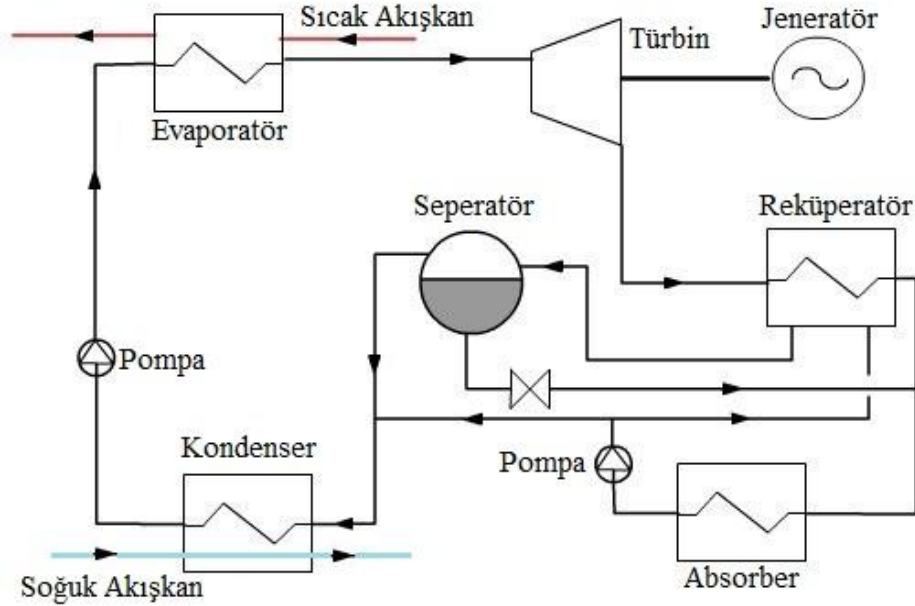 Sıcak Akışkan
Jeneratör
Türbin
Evaporatör
Seperatör
Reküperatör
Pompa
Kondenser
Pompa
Soğuk Akışkan
Absorber